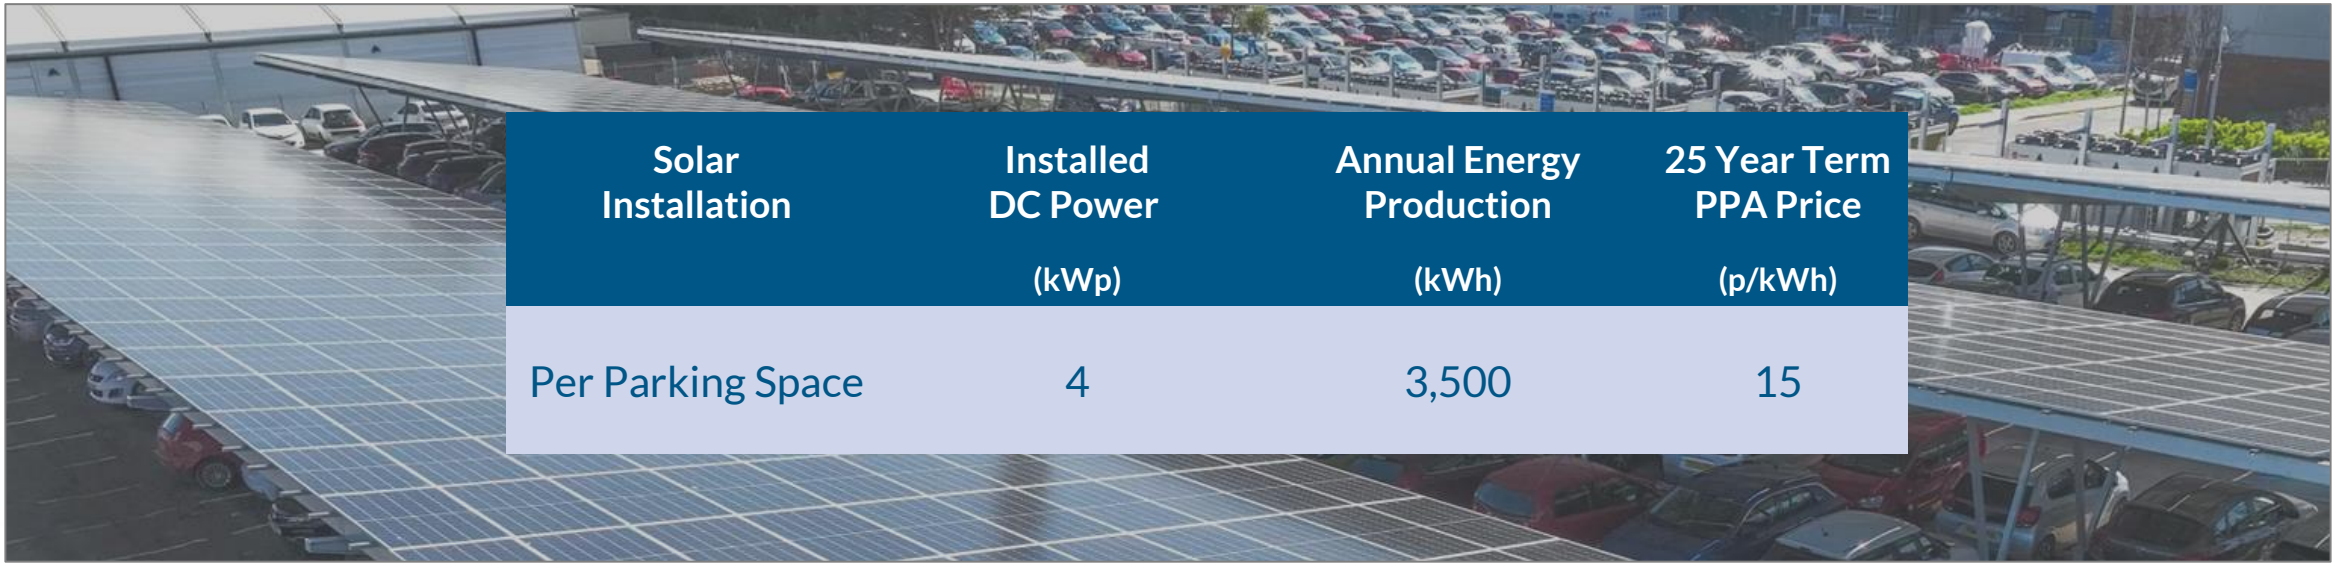 Solar Installation
Installed DC Power (kWp)
Annual Energy Production (kWh)
25 Year Term PPA Price (p/kWh)
Per Parking Space
4
3,500
15